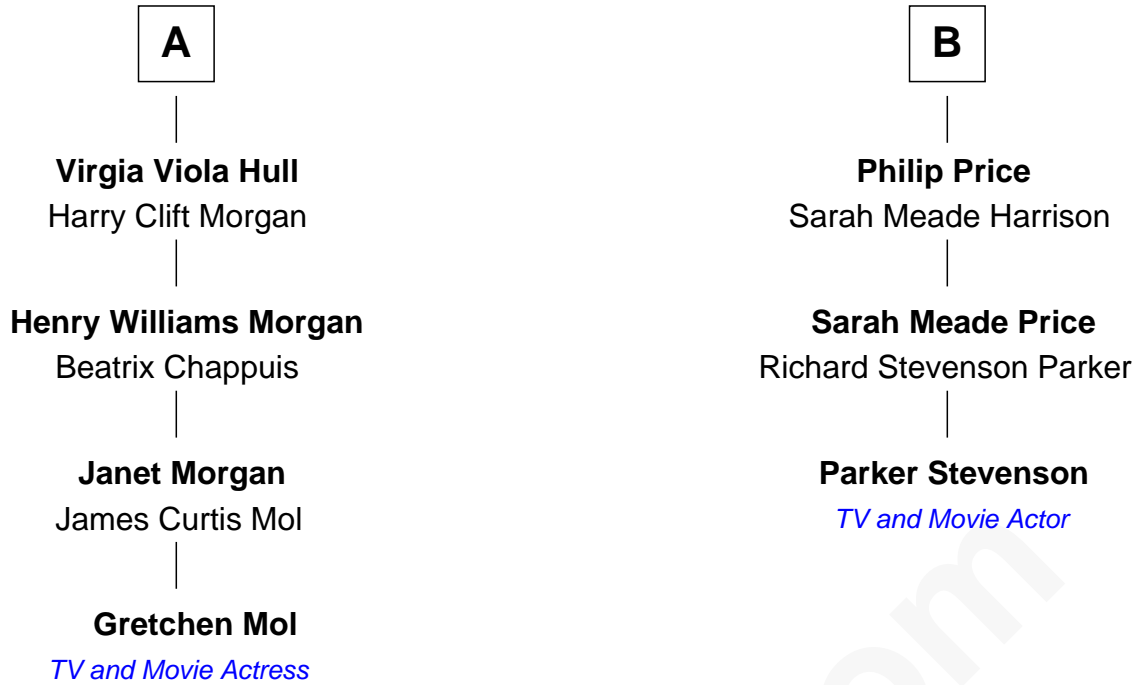 A
Virgia Viola Hull
Harry Clift Morgan
Henry Williams Morgan
Beatrix Chappuis
Janet Morgan
James Curtis Mol
Gretchen Mol
TV and Movie Actress
B
Philip Price
Sarah Meade Harrison
Sarah Meade Price
Richard Stevenson Parker
Parker Stevenson
TV and Movie Actor
om